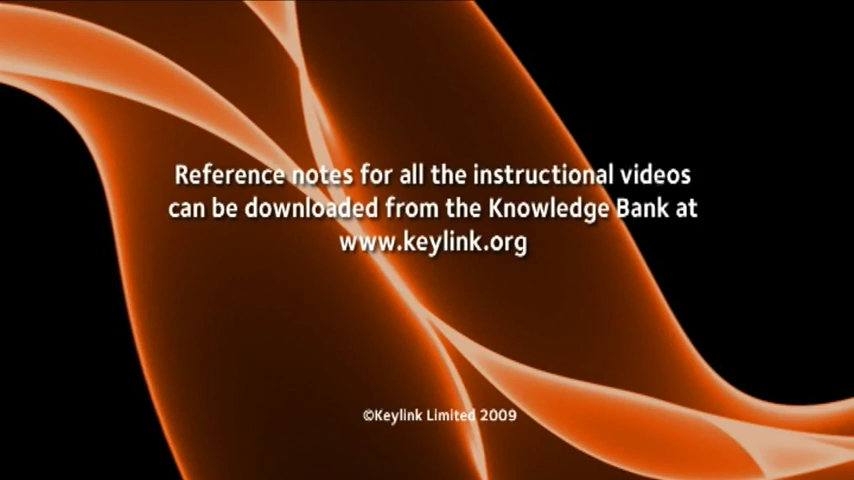 Reference notes for all the instructional videos
can be downloaded from the Knowledge Bank at
www.keylink.org
©Keylink Limited 2009